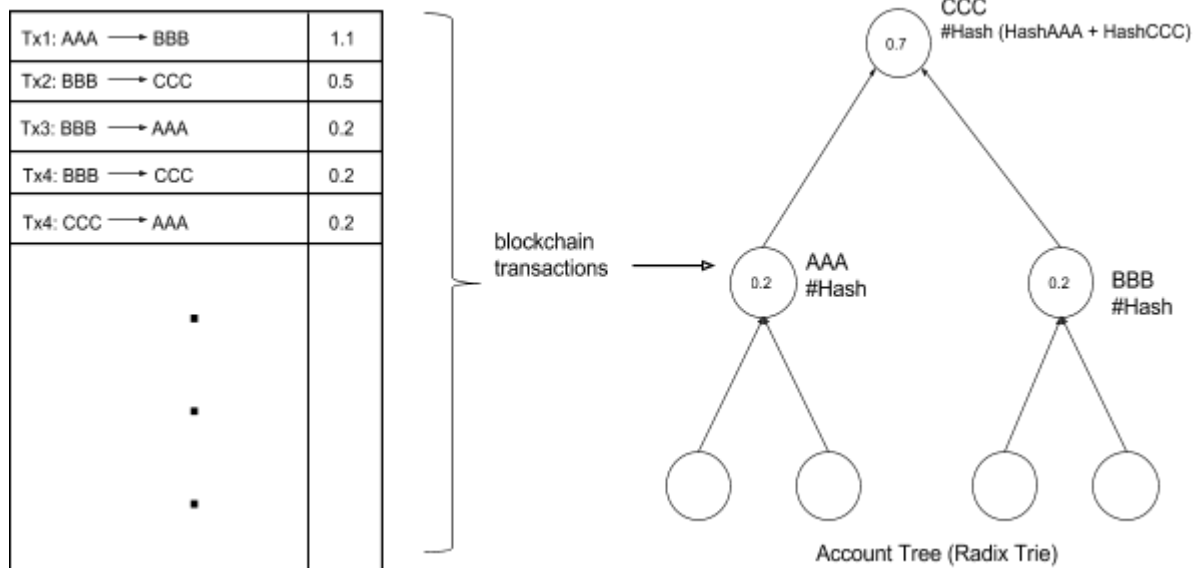 Tx1: AAA → BBB 1.1
Tx2: BBB → CCC 0.5
Tx3: BBB → AAA 0.2
Tx4: BBB → CCC 0.2
Tx4: CCC → AAA 0.2
blockchain
transactions
CCC
#Hash (HashAAA + HashCCC)
0.7
0.2
AAA
#Hash
0.2
BBB
#Hash
Account Tree (Radix Trie)